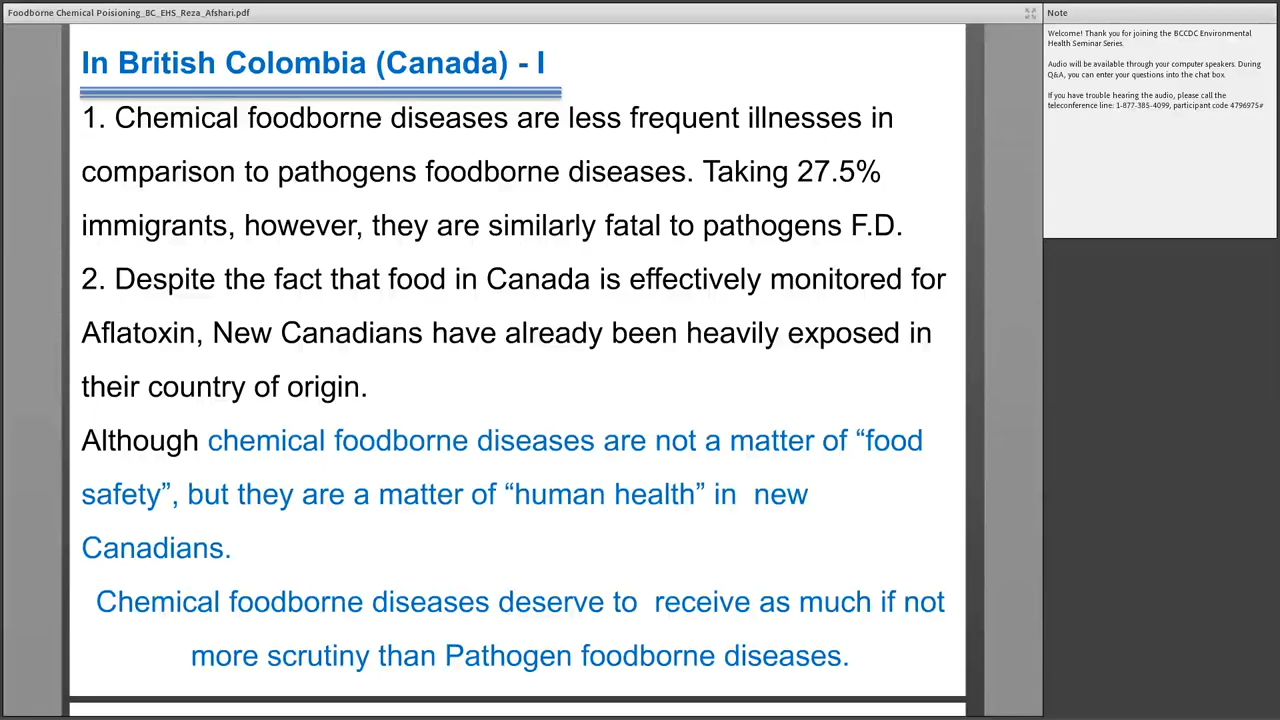 Foodborne Chemical Poisioning_BC_EHS_Reza_Afshari.pdf
In British Colombia (Canada) - I
1. Chemical foodborne diseases are less frequent illnesses in
comparison to pathogens foodborne diseases. Taking 27.5%
immigrants, however, they are similarly fatal to pathogens F.D.
2. Despite the fact that food in Canada is effectively monitored for
Aflatoxin, New Canadians have already been heavily exposed in
their country of origin.
Although chemical foodborne diseases are not a matter of “food
safety”, but they are a matter of “human health” in  new
Canadians.
Chemical foodborne diseases deserve to  receive as much if not
more scrutiny than Pathogen foodborne diseases.
Note
Welcome! Thank you for joining the BCCDC Environmental
Health Seminar Series.
Audio will be available through your computer speakers. During
Q&A, you can enter your questions into the chat box.
If you have trouble hearing the audio, please call the
teleconference line: 1-877-385-4099, participant code 4796975#